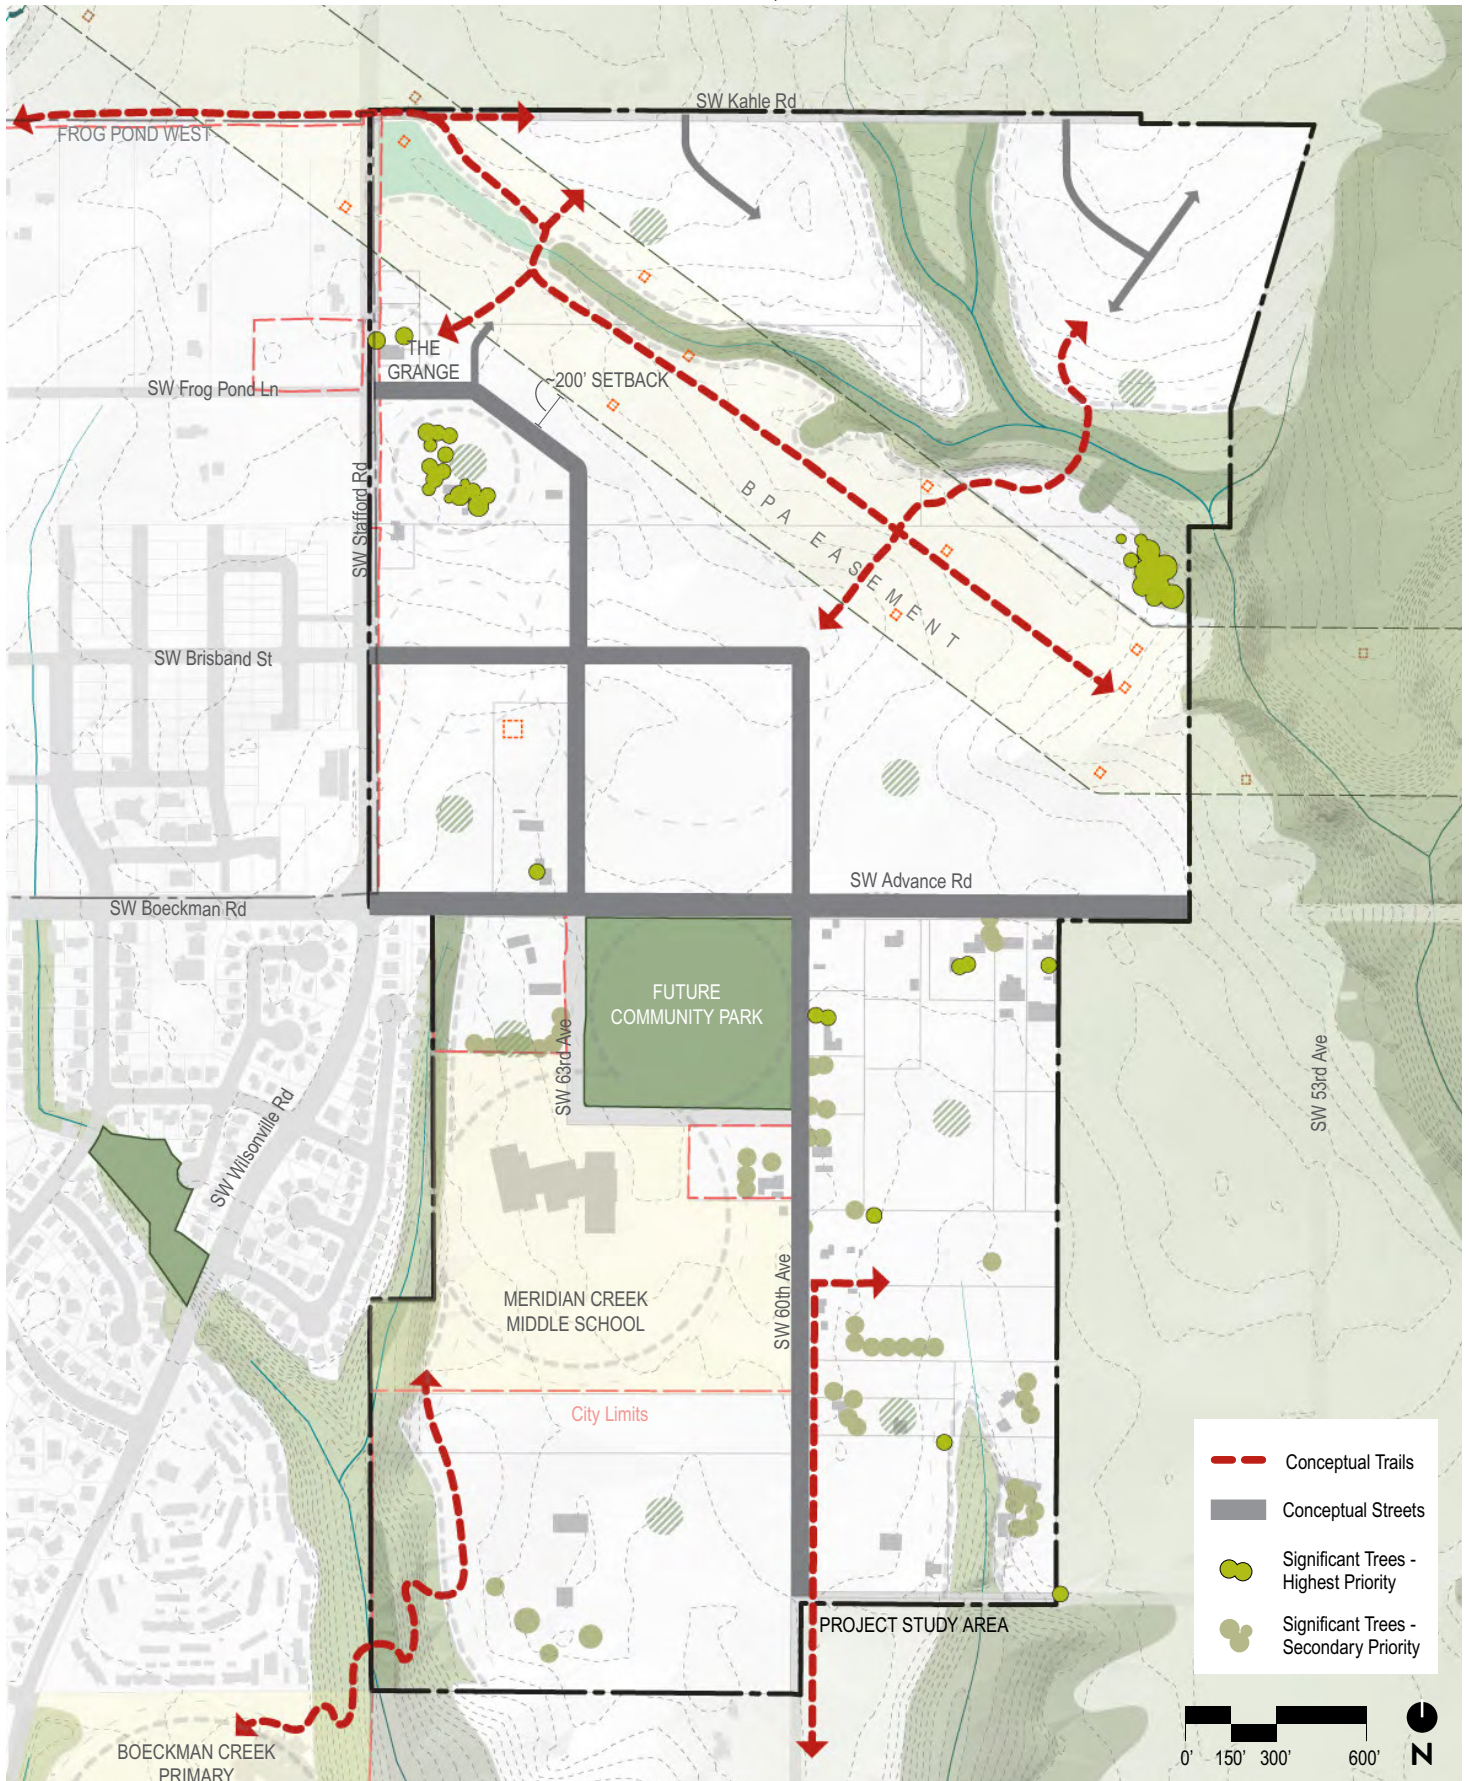 SW Kahle Rd
FROG POND WEST
THE
GRANGE
SW Frog Pond Ln
~200' SETBACK
SW Stafford Rd
BPA EASEMENT
SW Brisband St
SW Advance Rd
SW Boeckman Rd
FUTURE
COMMUNITY PARK
SW 63rd Ave
SW 53rd Ave
SW Wilsonville Rd
SW 60th Ave
MERIDIAN CREEK
MIDDLE SCHOOL
City Limits
PROJECT STUDY AREA
BOECKMAN CREEK
PRIMARY
Conceptual Trails
Conceptual Streets
Significant Trees -
Highest Priority
Significant Trees -
Secondary Priority
0' 150' 300' 600'
N